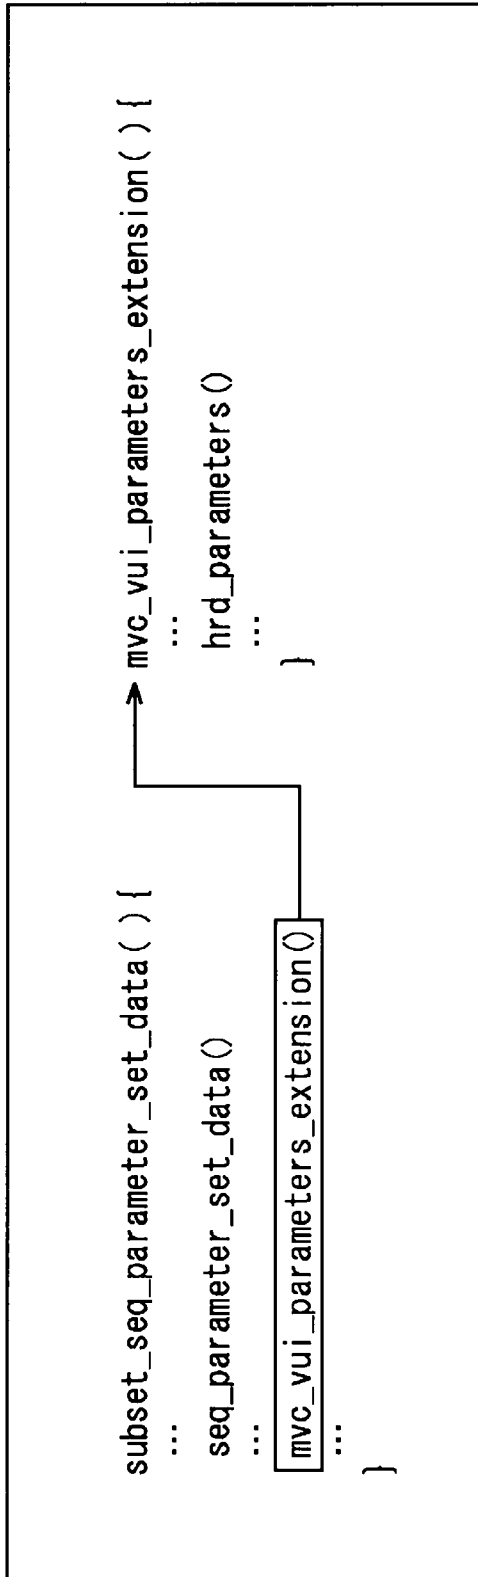 subset_seq_parameter_set_data( ) {
...
seq_parameter_set_data()
...
mvc_vui_parameters_extension()
...
}
mvc_vui_parameters_extension( ) {
...
hrd_parameters()
...
}